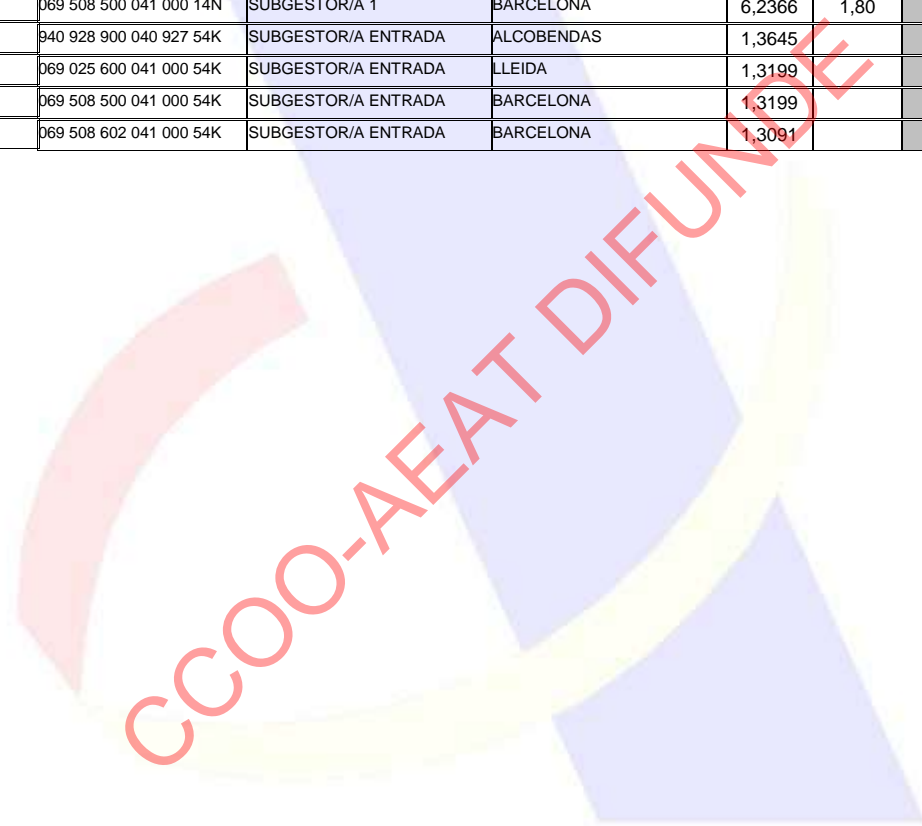 069 508 500 041 000 14N SUBGESTOR/A 1 BARCELONA 6,2366 1,80
940 928 900 040 927 54K SUBGESTOR/A ENTRADA ALCOBENDAS 1,3645
069 025 600 041 000 54K SUBGESTOR/A ENTRADA LLEIDA 1,3199
069 508 500 041 000 54K SUBGESTOR/A ENTRADA BARCELONA 1,3199
069 508 602 041 000 54K SUBGESTOR/A ENTRADA BARCELONA 1,3091
CCOO-AEAT DIFUNDE